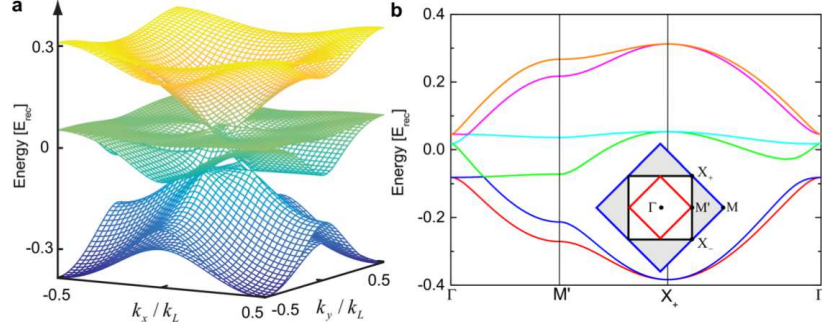 a
Energy [E_rec]
0.3
0
-0.3
-0.5
k_x / k_L
0.5
-0.5
k_y / k_L
0.5
b
Energy [E_rec]
0.4
0.2
0.0
-0.2
-0.4
Γ
M'
X_+
Γ
X_+
Γ
M'
M
X_-